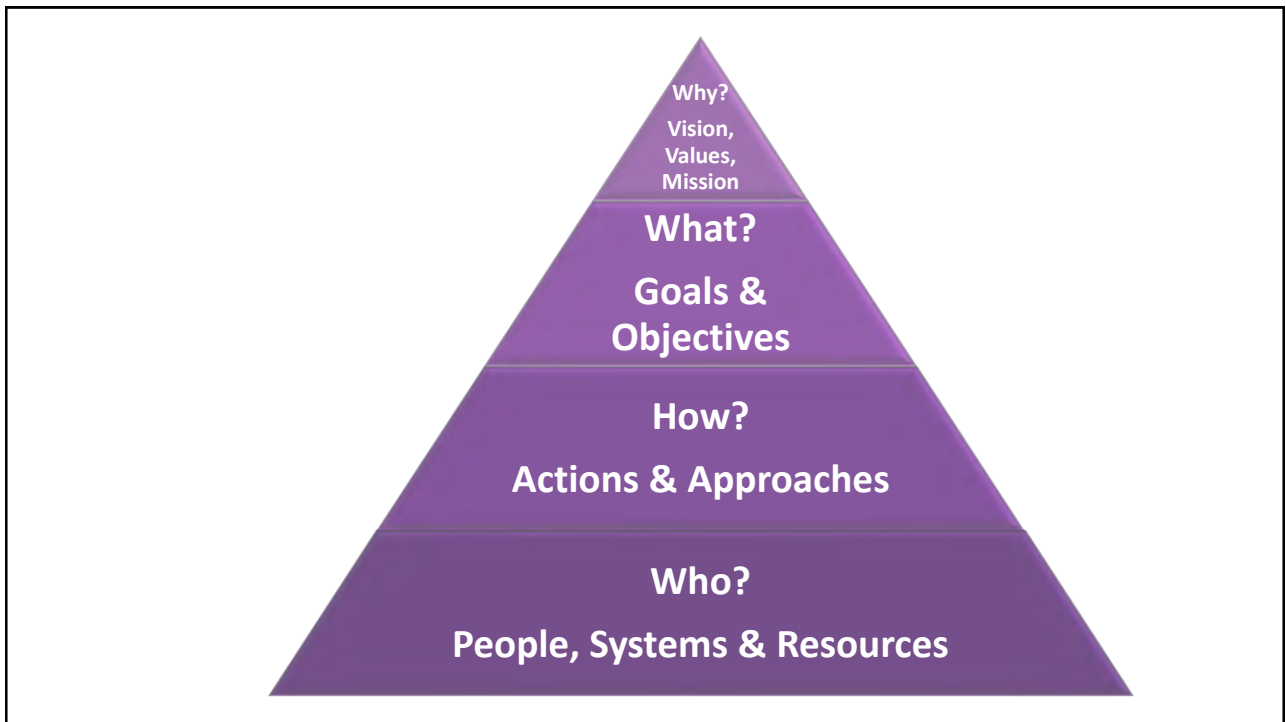 Why?
Vision,
Values,
Mission
What?
Goals &
Objectives
How?
Actions & Approaches
Who?
People, Systems & Resources